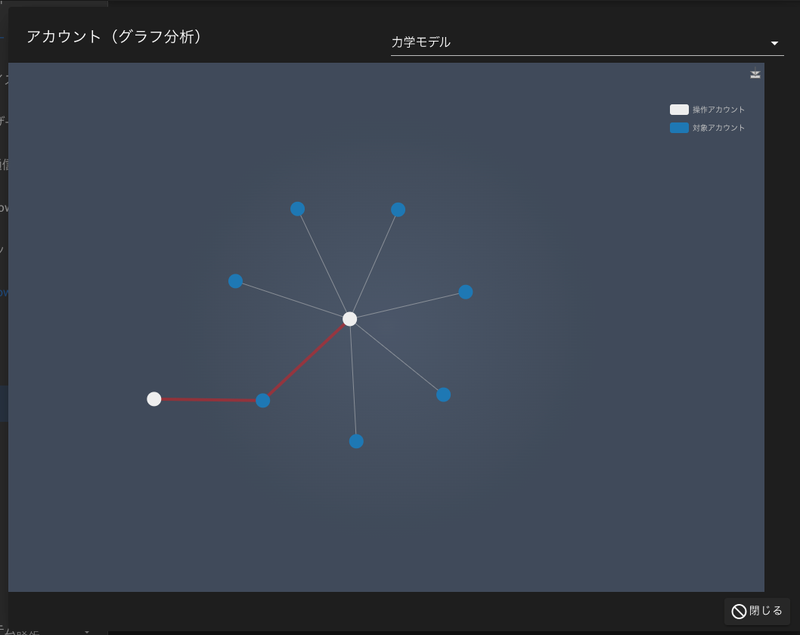 アカウント（グラフ分析）
力学モデル
操作アカウント
対象アカウント
閉じる